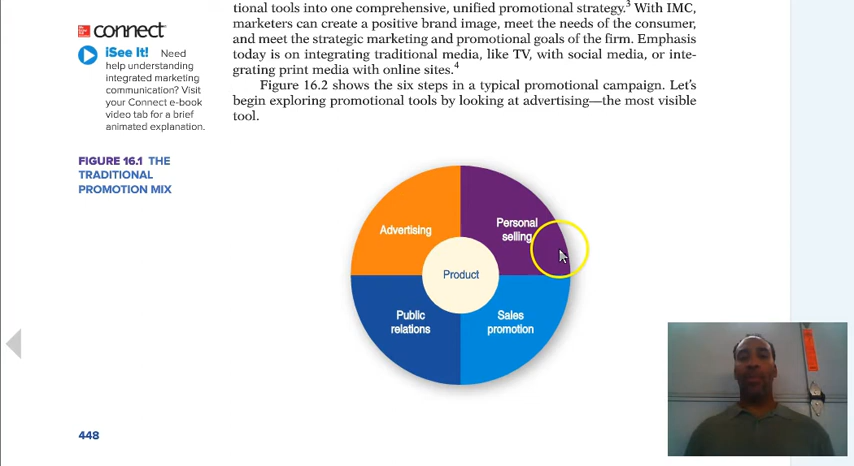 connect
iSee It! Need
help understanding
integrated marketing
communication? Visit
your Connect e-book
video tab for a brief
animated explanation.
FIGURE 16.1 THE
TRADITIONAL
PROMOTION MIX
tional tools into one comprehensive, unified promotional strategy.3 With IMC,
marketers can create a positive brand image, meet the needs of the consumer,
and meet the strategic marketing and promotional goals of the firm. Emphasis
today is on integrating traditional media, like TV, with social media, or inte-
grating print media with online sites.4
Figure 16.2 shows the six steps in a typical promotional campaign. Let's
begin exploring promotional tools by looking at advertising—the most visible
tool.
Advertising
Personal
selling
Product
Public
relations
Sales
promotion
448